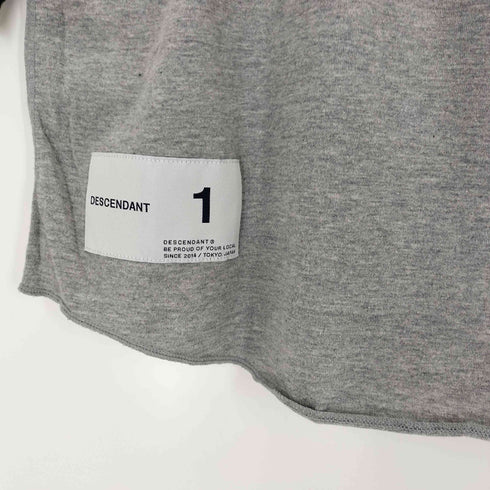 DESCENDANT 1
DESCENDANT®
BE PROUD OF YOUR LOCAL
SINCE 2014 / TOKYO, JAPAN